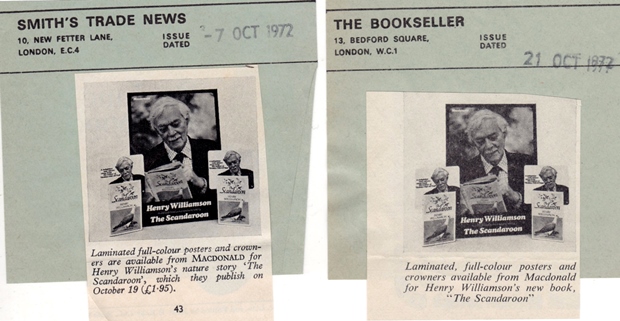 SMITH'S TRADE NEWS
10, NEW FETTER LANE,
LONDON, E.C.4
ISSUE
DATED
-7 OCT 1972
Scandaroon
Henry Williamson
The Scandaroon
Laminated full-colour posters and crown-
ers are available from MACDONALD for
Henry Williamson's nature story 'The
Scandaroon', which they publish on
October 19 (£1·95).
43
THE BOOKSELLER
13, BEDFORD SQUARE,
LONDON, W.C.1
ISSUE
DATED
21 OCT 1972
Scandaroon
Henry Williamson
The Scandaroon
Laminated, full-colour posters and
crowners available from Macdonald
for Henry Williamson's new book,
"The Scandaroon"